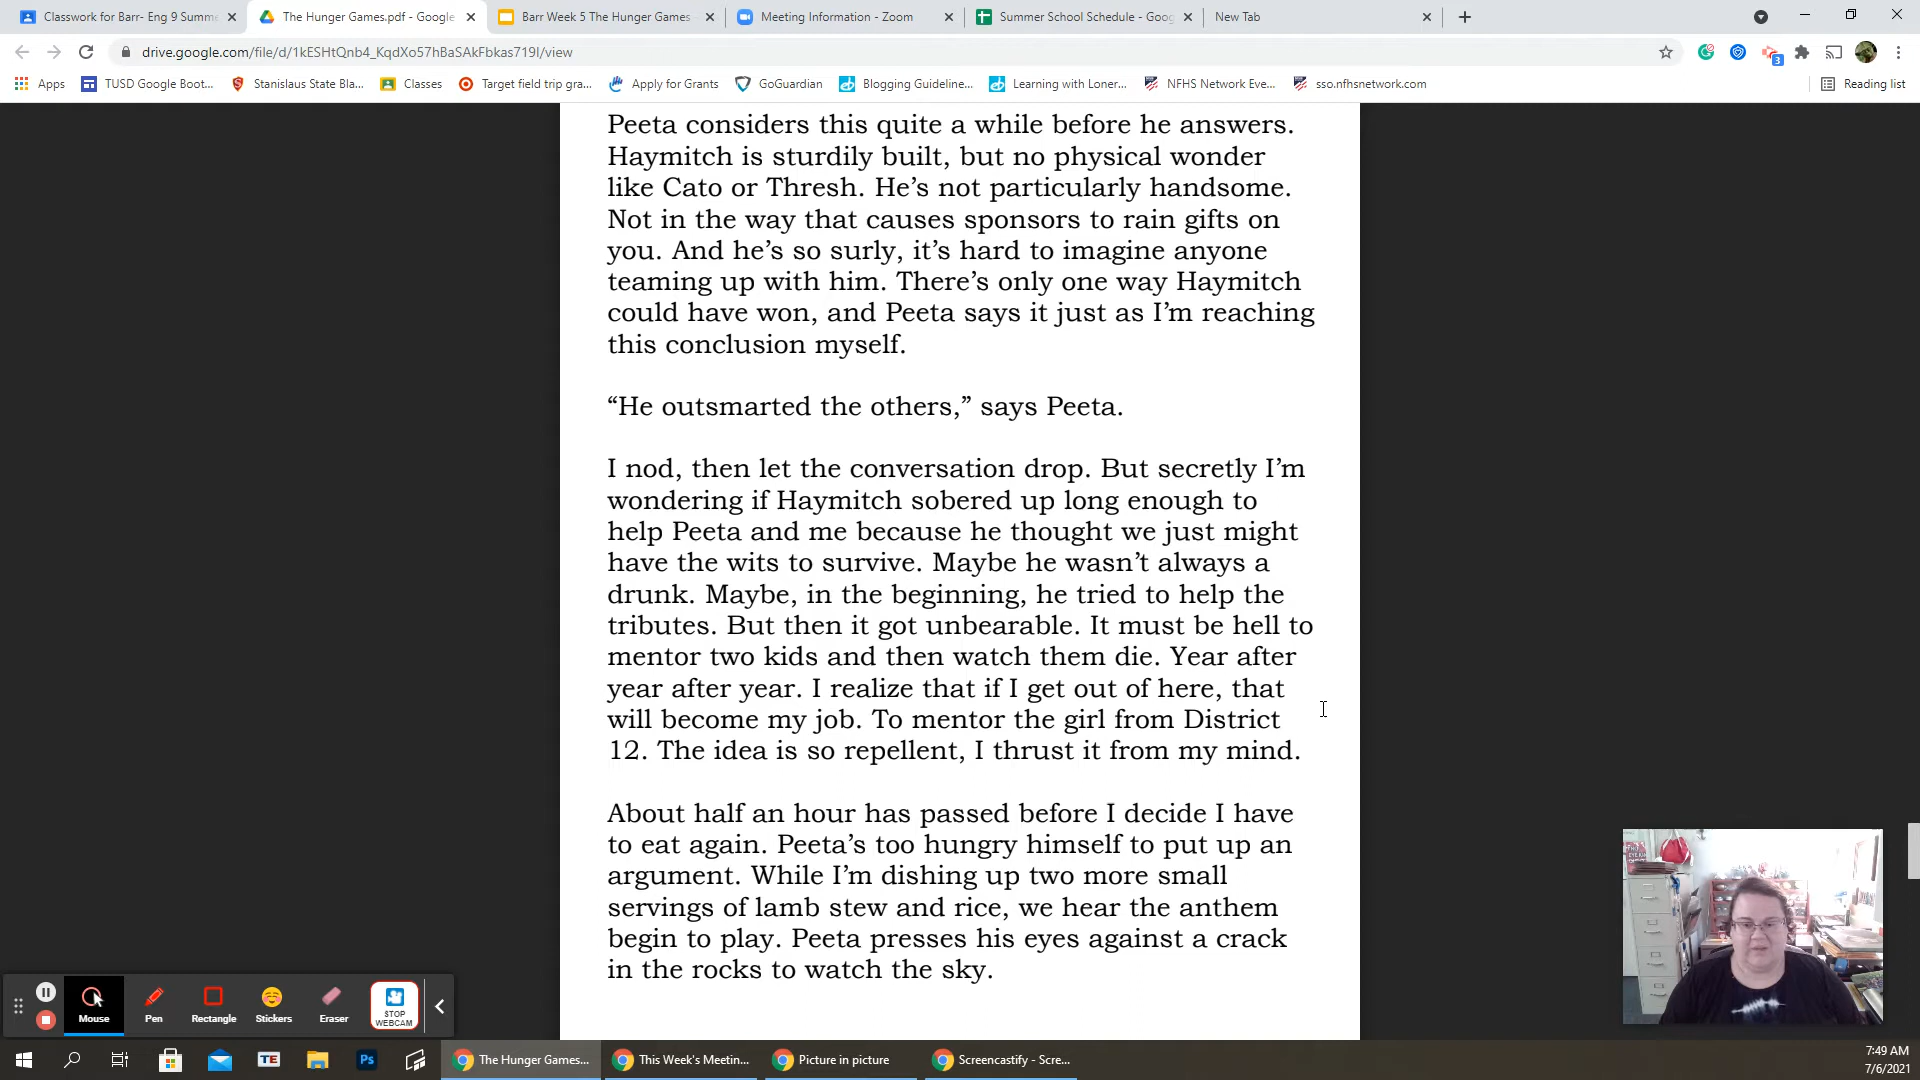 Classwork for Barr- Eng 9 Summe
The Hunger Games.pdf - Google
Barr Week 5 The Hunger Games
Meeting Information - Zoom
Summer School Schedule - Goog
New Tab
drive.google.com/file/d/1kESHtQnb4_KqdXo57hBaSAkFbkas719I/view
3
Apps
TUSD Google Boot...
Stanislaus State Bla...
Classes
Target field trip gra...
Apply for Grants
GoGuardian
Blogging Guideline...
Learning with Loner...
NFHS Network Eve...
sso.nfhsnetwork.com
Reading list
Peeta considers this quite a while before he answers.
Haymitch is sturdily built, but no physical wonder
like Cato or Thresh. He’s not particularly handsome.
Not in the way that causes sponsors to rain gifts on
you. And he’s so surly, it’s hard to imagine anyone
teaming up with him. There’s only one way Haymitch
could have won, and Peeta says it just as I’m reaching
this conclusion myself.
“He outsmarted the others,” says Peeta.
I nod, then let the conversation drop. But secretly I’m
wondering if Haymitch sobered up long enough to
help Peeta and me because he thought we just might
have the wits to survive. Maybe he wasn’t always a
drunk. Maybe, in the beginning, he tried to help the
tributes. But then it got unbearable. It must be hell to
mentor two kids and then watch them die. Year after
year after year. I realize that if I get out of here, that
will become my job. To mentor the girl from District
12. The idea is so repellent, I thrust it from my mind.
About half an hour has passed before I decide I have
to eat again. Peeta’s too hungry himself to put up an
argument. While I’m dishing up two more small
servings of lamb stew and rice, we hear the anthem
begin to play. Peeta presses his eyes against a crack
in the rocks to watch the sky.
Mouse
Pen
Rectangle
Stickers
Eraser
STOP
WEBCAM
TE
Ps
The Hunger Games...
This Week's Meetin...
Picture in picture
Screencastify - Scre...
7:49 AM
7/6/2021